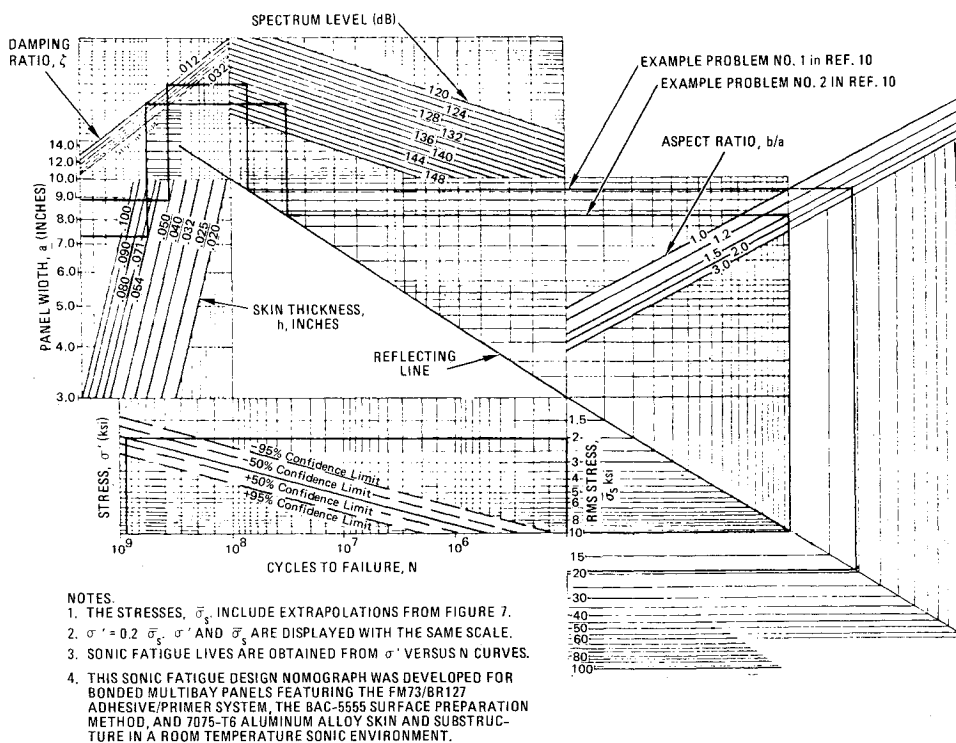 SPECTRUM LEVEL (dB)
DAMPING
RATIO, ζ
.012
.032
EXAMPLE PROBLEM NO. 1 in REF. 10
EXAMPLE PROBLEM NO. 2 IN REF. 10
ASPECT RATIO, b/a
120
124
128
132
136
140
144
148
PANEL WIDTH, a (INCHES)
14.0
12.0
10.0
9.0
8.0
7.0
6.0
5.0
4.0
3.0
.100
.090
.080
.071
.064
.050
.040
.032
.025
.020
SKIN THICKNESS,
h, INCHES
REFLECTING
LINE
1.0
1.2
1.5
2.0
3.0
STRESS, σ' (ksi)
-95% Confidence Limit
-50% Confidence Limit
+50% Confidence Limit
+95% Confidence Limit
RMS STRESS,
σ̄s ksi
1.5
2
3
4
5
6
8
10
15
20
30
40
50
60
80
100
10⁹ 10⁸ 10⁷ 10⁶
CYCLES TO FAILURE, N
NOTES.
1. THE STRESSES, σ̄s. INCLUDE EXTRAPOLATIONS FROM FIGURE 7.
2. σ' = 0.2 σ̄s. σ' AND σ̄s ARE DISPLAYED WITH THE SAME SCALE.
3. SONIC FATIGUE LIVES ARE OBTAINED FROM σ' VERSUS N CURVES.
4. THIS SONIC FATIGUE DESIGN NOMOGRAPH WAS DEVELOPED FOR
BONDED MULTIBAY PANELS FEATURING THE FM73/BR127
ADHESIVE/PRIMER SYSTEM, THE BAC-5555 SURFACE PREPARATION
METHOD, AND 7075-T6 ALUMINUM ALLOY SKIN AND SUBSTRUC-
TURE IN A ROOM TEMPERATURE SONIC ENVIRONMENT.